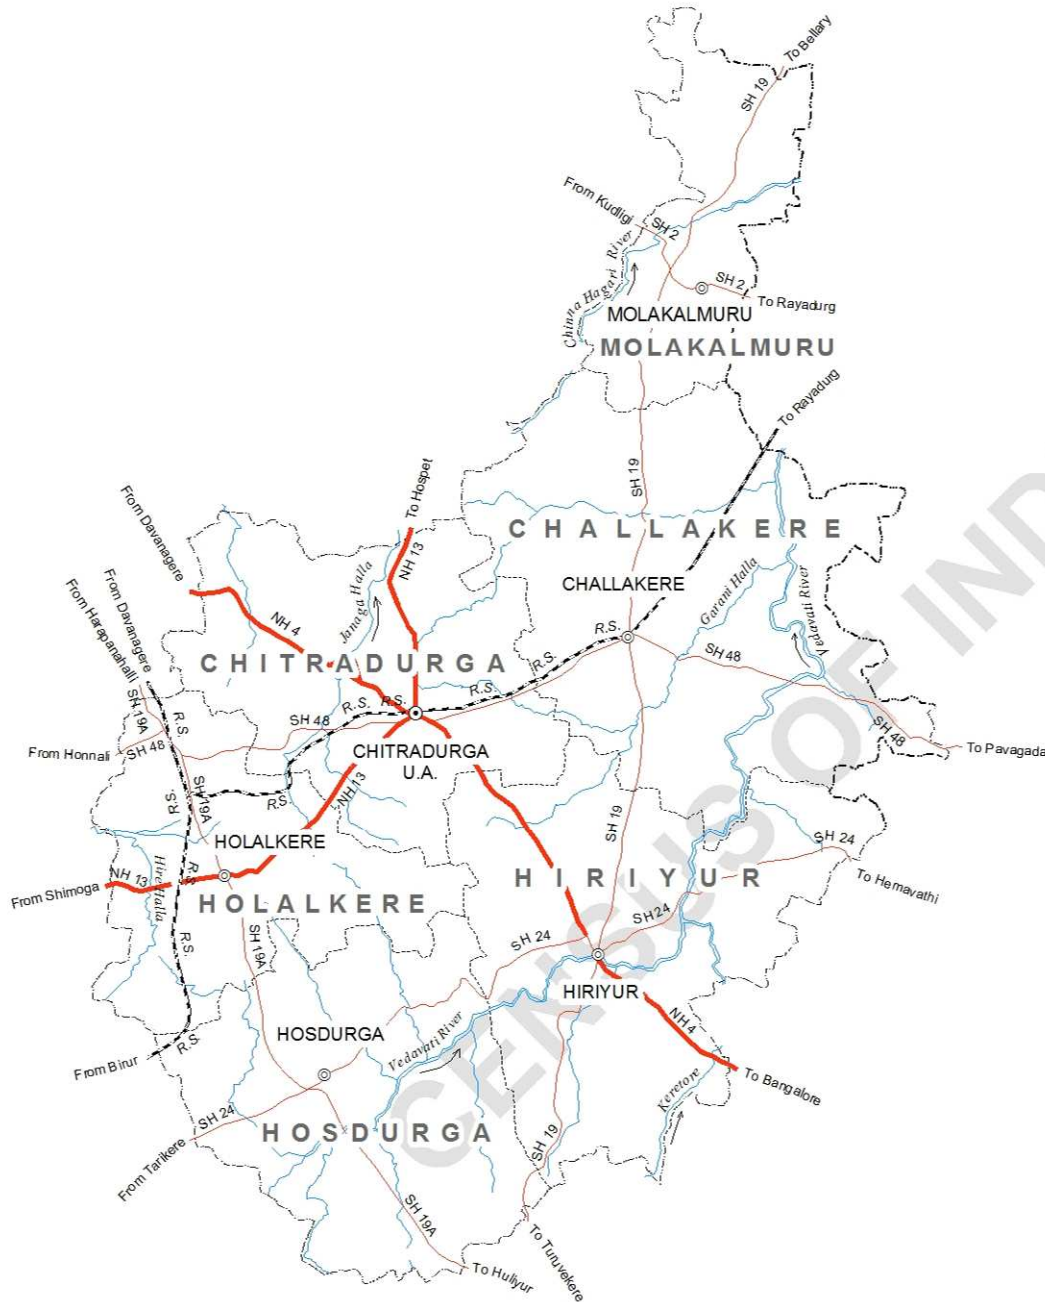 To Bellary
SH 19
From Kudligi
SH 2
SH 2
To Rayadurg
Chinna Hagari River
MOLAKALMURU
MOLAKALMURU
To Rayadurg
SH 19
To Hospet
NH 13
From Davanagere
CHALLAKERE
CHALLAKERE
Janaga Halla
Garani Halla
Vedavati River
NH 4
From Davanagere
From Harapanahalli
R.S.
R.S.
R.S.
R.S.
R.S.
CHITRADURGA
SH 48
SH 19A
R.S.
SH 48
SH 48
SH 48
From Honnali
To Pavagada
CHITRADURGA
U.A.
NH 13
R.S.
R.S.
SH 19A
SH 19
HOLALKERE
SH 24
To Hemavathi
HIRIYUR
Hire Halla
R.S.
NH 13
From Shimoga
HOLALKERE
SH24
SH 24
R.S.
SH 19A
HIRIYUR
HOSDURGA
NH4
Vedavati River
R.S.
From Birur
To Bangalore
Keretore
SH 24
HOSDURGA
From Tarikere
SH 19
SH 19A
To Huliyur
To Turuvekere
CENSUS OF IND